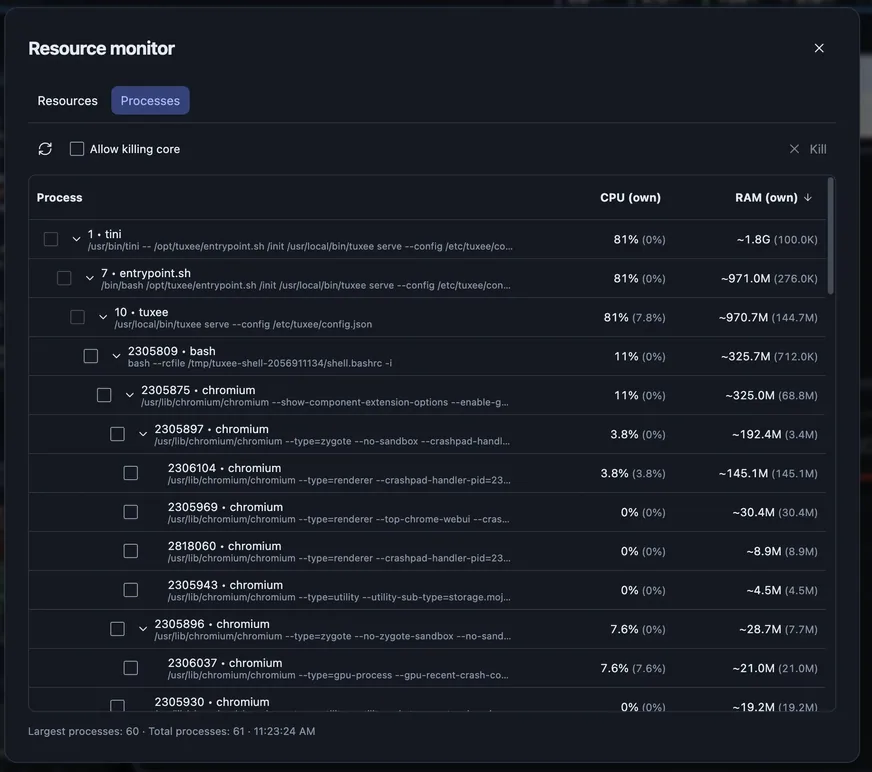 Resource monitor
Resources Processes
Allow killing core Kill
Process CPU (own) RAM (own) ↓
1 • tini 81% (0%) ~1.8G (100.0K)
/usr/bin/tini -- /opt/tuxee/entrypoint.sh /init /usr/local/bin/tuxee serve --config /etc/tuxee/co...
7 • entrypoint.sh 81% (0%) ~971.0M (276.0K)
/bin/bash /opt/tuxee/entrypoint.sh /init /usr/local/bin/tuxee serve --config /etc/tuxee/con...
10 • tuxee 81% (7.8%) ~970.7M (144.7M)
/usr/local/bin/tuxee serve --config /etc/tuxee/config.json
2305809 • bash 11% (0%) ~325.7M (712.0K)
bash --rcfile /tmp/tuxee-shell-2056911134/shell.bashrc -i
2305875 • chromium 11% (0%) ~325.0M (68.8M)
/usr/lib/chromium/chromium --show-component-extension-options --enable-g...
2305897 • chromium 3.8% (0%) ~192.4M (3.4M)
/usr/lib/chromium/chromium --type=zygote --no-sandbox --crashpad-handl...
2306104 • chromium 3.8% (3.8%) ~145.1M (145.1M)
/usr/lib/chromium/chromium --type=renderer --crashpad-handler-pid=23...
2305969 • chromium 0% (0%) ~30.4M (30.4M)
/usr/lib/chromium/chromium --type=renderer --top-chrome-webui --cras...
2818060 • chromium 0% (0%) ~8.9M (8.9M)
/usr/lib/chromium/chromium --type=renderer --crashpad-handler-pid=23...
2305943 • chromium 0% (0%) ~4.5M (4.5M)
/usr/lib/chromium/chromium --type=utility --utility-sub-type=storage.moj...
2305896 • chromium 7.6% (0%) ~28.7M (7.7M)
/usr/lib/chromium/chromium --type=zygote --no-zygote-sandbox --no-sand...
2306037 • chromium 7.6% (7.6%) ~21.0M (21.0M)
/usr/lib/chromium/chromium --type=gpu-process --gpu-recent-crash-co...
2305930 • chromium 0% (0%) ~19.2M (19.2M)
Largest processes: 60 · Total processes: 61 · 11:23:24 AM